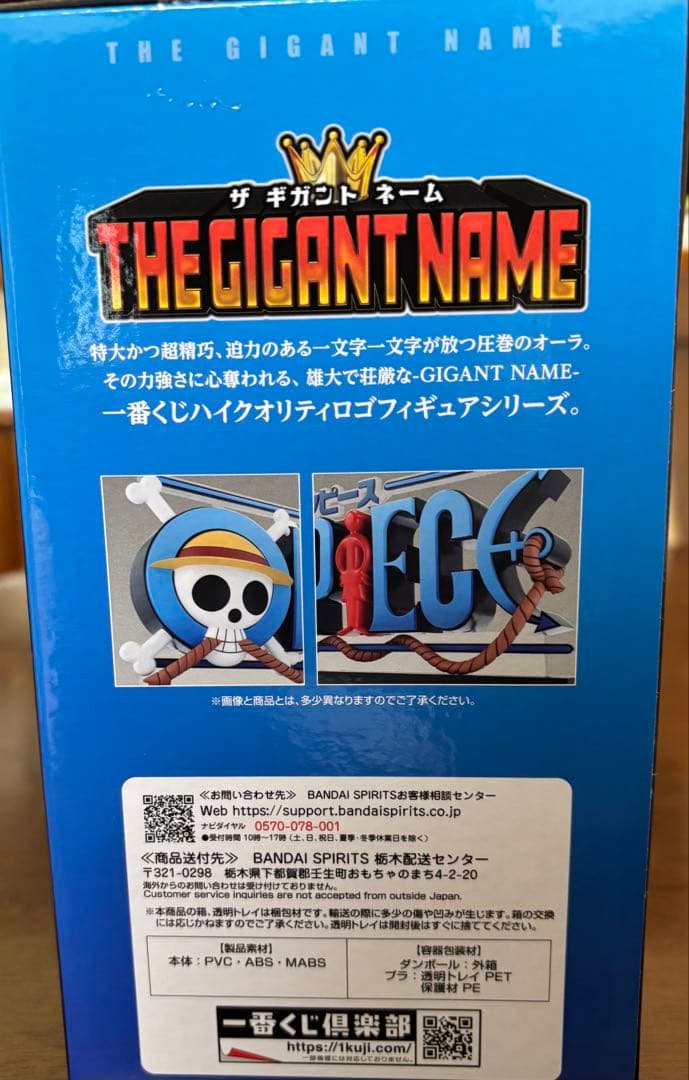 THE GIGANT NAME
ザ ギガント ネーム
THE GIGANT NAME
特大かつ超精巧、迫力のある一文字一文字が放つ圧巻のオーラ。
その力強さに心奪われる、雄大で荘厳な-GIGANT NAME-
一番くじハイクオリティロゴフィギュアシリーズ。
ピース
PIECE
※画像と商品とは、多少異なりますのでご了承ください。
≪お問い合わせ先≫ BANDAI SPIRITSお客様相談センター
Web https://support.bandaispirits.co.jp
ナビダイヤル 0570-078-001
●受付時間 10時〜17時 (土、日、祝日、夏季・冬季休業日を除く)
≪商品送付先≫ BANDAI SPIRITS 栃木配送センター
〒321-0298 栃木県下都賀郡壬生町おもちゃのまち4-2-20
海外からのお問い合わせは受け付けておりません。
Customer service inquiries are not accepted from outside Japan.
※本商品の箱、透明トレイは梱包材です。輸送の際に多少の傷や凹みが生じます。箱の交換
には応じかねますのでご了承ください。透明トレイは開封後はすぐに捨ててください。
【製品素材】
本体：PVC・ABS・MABS
【容器包装材】
ダンボール：外箱
プラ：透明トレイ PET
保護材 PE
一番くじ倶楽部
https://1kuji.com/
一部機種には対応しておりません。